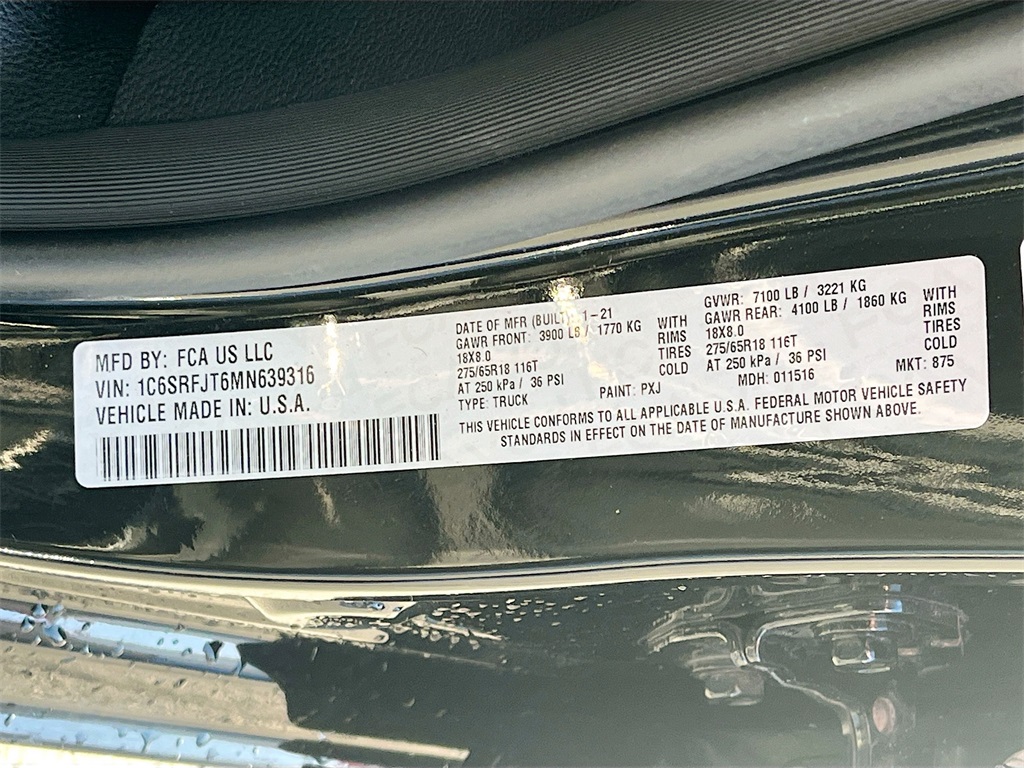 MFD BY: FCA US LLC
VIN: 1C6SRFJT6MN639316
VEHICLE MADE IN: U.S.A.
DATE OF MFR (BUILT) 1-21
GAWR FRONT: 3900 LB / 1770 KG WITH
18X8.0 RIMS
275/65R18 116T TIRES
AT 250 kPa / 36 PSI COLD
TYPE: TRUCK PAINT: PXJ
GVWR: 7100 LB / 3221 KG
GAWR REAR: 4100 LB / 1860 KG WITH
18X8.0 RIMS
275/65R18 116T TIRES
AT 250 kPa / 36 PSI COLD
MDH: 011516 MKT: 875
THIS VEHICLE CONFORMS TO ALL APPLICABLE U.S.A. FEDERAL MOTOR VEHICLE SAFETY
STANDARDS IN EFFECT ON THE DATE OF MANUFACTURE SHOWN ABOVE.